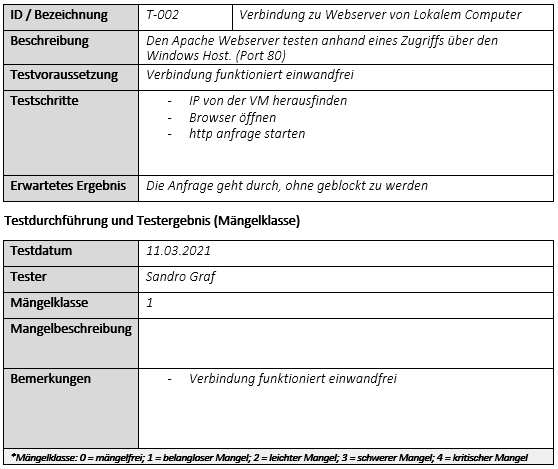 ID / Bezeichnung T-002 Verbindung zu Webserver von Lokalem Computer
Beschreibung Den Apache Webserver testen anhand eines Zugriffs über den
Windows Host. (Port 80)
Testvoraussetzung Verbindung funktioniert einwandfrei
Testschritte - IP von der VM herausfinden
- Browser öffnen
- http anfrage starten
Erwartetes Ergebnis Die Anfrage geht durch, ohne geblockt zu werden
Testdurchführung und Testergebnis (Mängelklasse)
Testdatum 11.03.2021
Tester Sandro Graf
Mängelklasse 1
Mangelbeschreibung
Bemerkungen - Verbindung funktioniert einwandfrei
*Mängelklasse: 0 = mängelfrei; 1 = belangloser Mangel; 2 = leichter Mangel; 3 = schwerer Mangel; 4 = kritischer Mangel